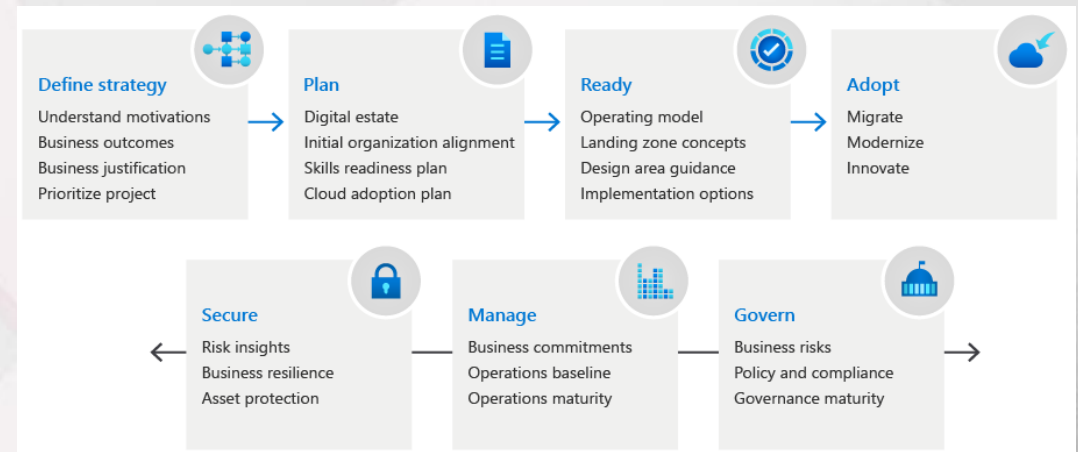 Define strategy
Understand motivations
Business outcomes
Business justification
Prioritize project
Plan
Digital estate
Initial organization alignment
Skills readiness plan
Cloud adoption plan
Ready
Operating model
Landing zone concepts
Design area guidance
Implementation options
Adopt
Migrate
Modernize
Innovate
Secure
Risk insights
Business resilience
Asset protection
Manage
Business commitments
Operations baseline
Operations maturity
Govern
Business risks
Policy and compliance
Governance maturity